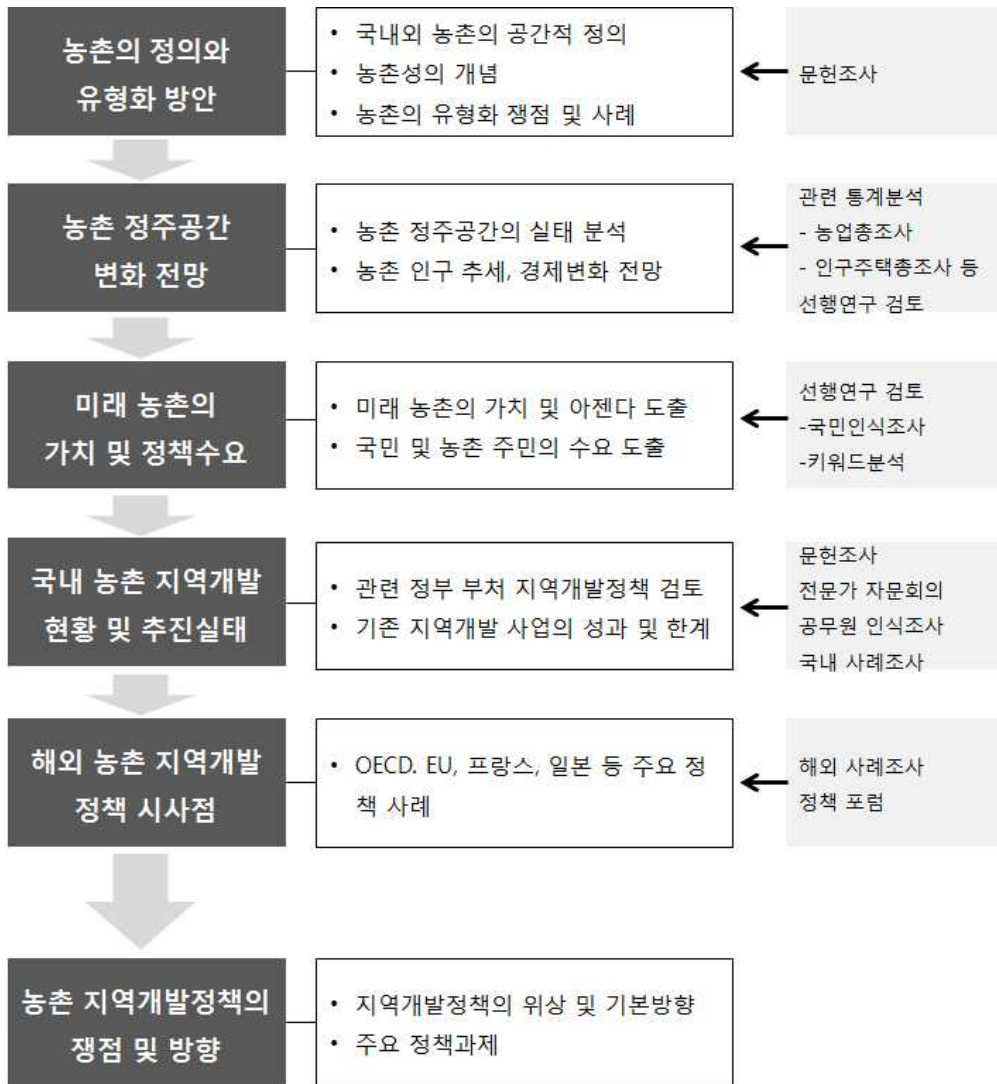 농촌의 정의와
유형화 방안
• 국내외 농촌의 공간적 정의
• 농촌성의 개념
• 농촌의 유형화 쟁점 및 사례
문헌조사
농촌 정주공간
변화 전망
• 농촌 정주공간의 실태 분석
• 농촌 인구 추세, 경제변화 전망
관련 통계분석
- 농업총조사
- 인구주택총조사 등
선행연구 검토
미래 농촌의
가치 및 정책수요
• 미래 농촌의 가치 및 아젠다 도출
• 국민 및 농촌 주민의 수요 도출
선행연구 검토
-국민인식조사
-키워드분석
국내 농촌 지역개발
현황 및 추진실태
• 관련 정부 부처 지역개발정책 검토
• 기존 지역개발 사업의 성과 및 한계
문헌조사
전문가 자문회의
공무원 인식조사
국내 사례조사
해외 농촌 지역개발
정책 시사점
• OECD. EU, 프랑스, 일본 등 주요 정
책 사례
해외 사례조사
정책 포럼
농촌 지역개발정책의
쟁점 및 방향
• 지역개발정책의 위상 및 기본방향
• 주요 정책과제